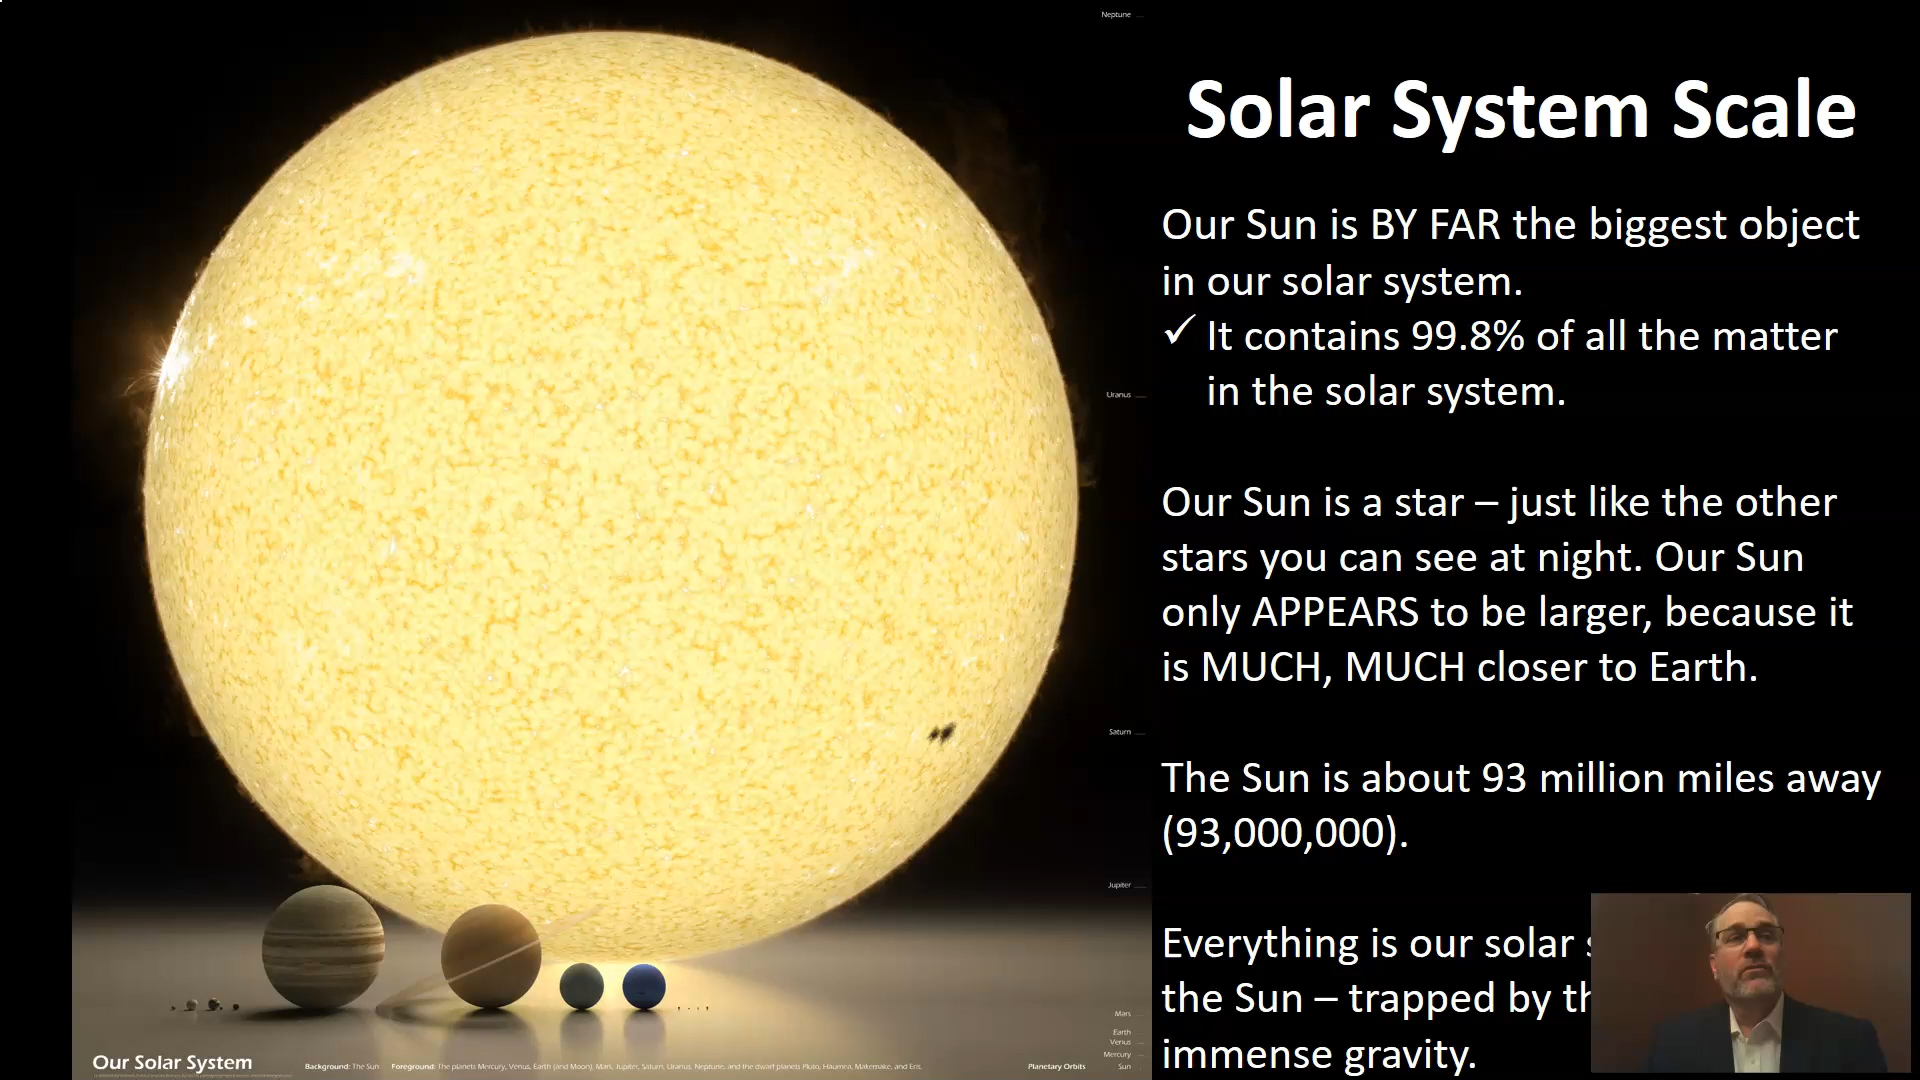 Neptune
Uranus
Saturn
Jupiter
Mars
Earth
Venus
Mercury
Sun
Planetary Orbits
Our Solar System
Background: The Sun Foreground: The planets Mercury, Venus, Earth (and Moon), Mars, Jupiter, Saturn, Uranus, Neptune, and the dwarf planets Pluto, Haumea, Makemake, and Eris.
Solar System Scale
Our Sun is BY FAR the biggest object
in our solar system.
✓ It contains 99.8% of all the matter
in the solar system.
Our Sun is a star – just like the other
stars you can see at night. Our Sun
only APPEARS to be larger, because it
is MUCH, MUCH closer to Earth.
The Sun is about 93 million miles away
(93,000,000).
Everything is our solar
the Sun – trapped by
immense gravity.